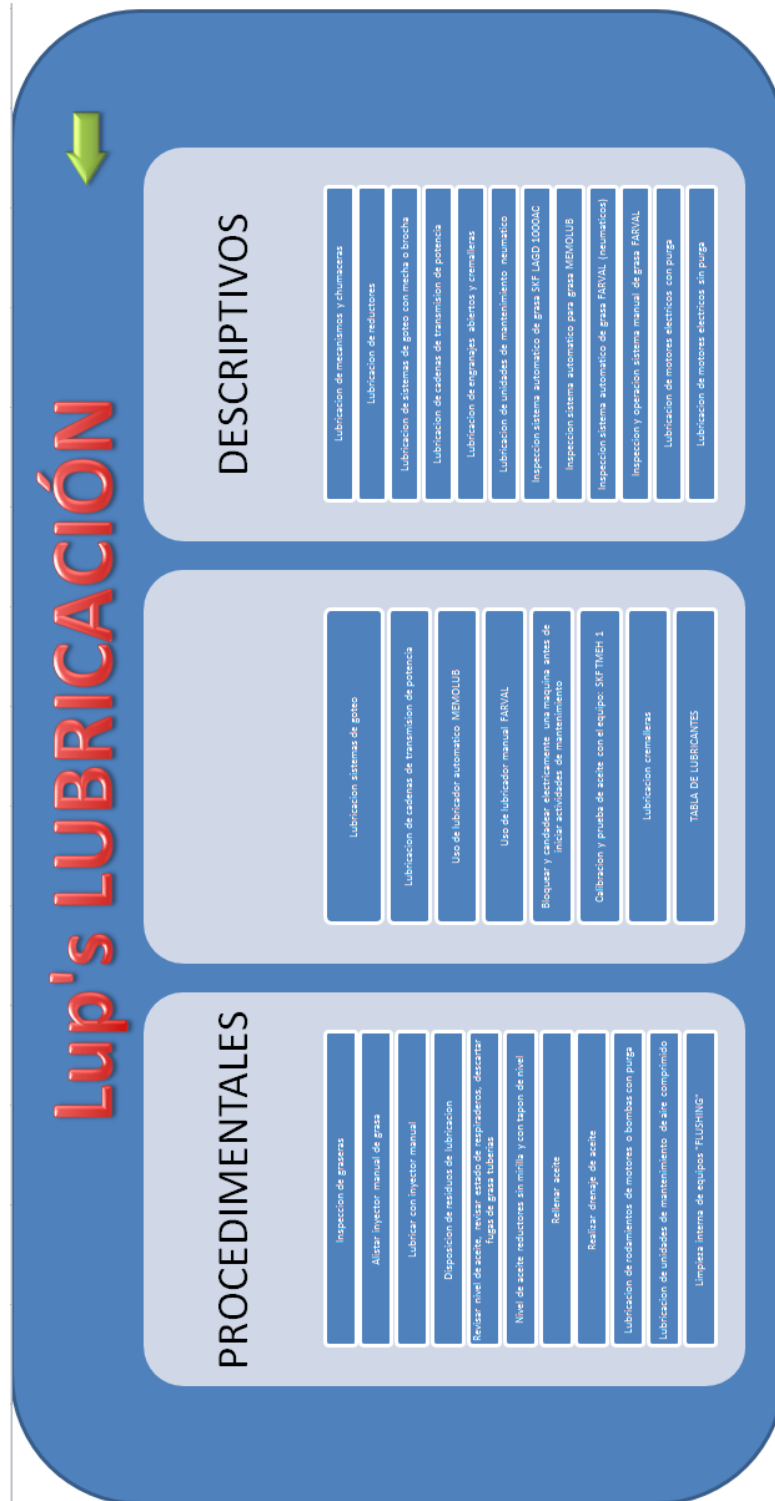 Lup's LUBRICACIÓN
PROCEDIMENTALES
Inspeccion de graseras
Alistar inyector manual de grasa
Lubricar con inyector manual
Disposicion de residuos de lubricacion
Revisar nivel de aceite, revisar estado de respiraderos, descartar
fugas de grasa tuberias
Nivel de aceite reductores sin mirilla y con tapon de nivel
Rellenar aceite
Realizar drenaje de aceite
Lubricacion de rodamientos de motores o bombas con purga
Lubricacion de unidades de mantenimiento de aire comprimido
Limpieza interna de equipos "FLUSHING"
Lubricacion sistemas de goteo
Lubricacion de cadenas de transmision de potencia
Uso de lubricador automatico MEMOLUB
Uso de lubricador manual FARVAL
Bloquear y candadear electricamente una maquina antes de
iniciar actividades de mantenimiento
Calibracion y prueba de aceite con el equipo: SKF TMEH 1
Lubricacion cremalleras
TABLA DE LUBRICANTES
DESCRIPTIVOS
Lubricacion de mecanismos y chumaceras
Lubricacion de reductores
Lubricacion de sistemas de goteo con mecha o brocha
Lubricacion de cadenas de transmision de potencia
Lubricacion de engranajes abiertos y cremalleras
Lubricacion de unidades de mantenimiento neumatico
Inspeccion sistema automatico de grasa SKF LAGD 1000AC
Inspeccion sistema automatico para grasa MEMOLUB
Inspeccion sistema automatico de grasa FARVAL (neumaticos)
Inspeccion y operacion sistema manual de grasa FARVAL
Lubricacion de motores electricos con purga
Lubricacion de motores electricos sin purga